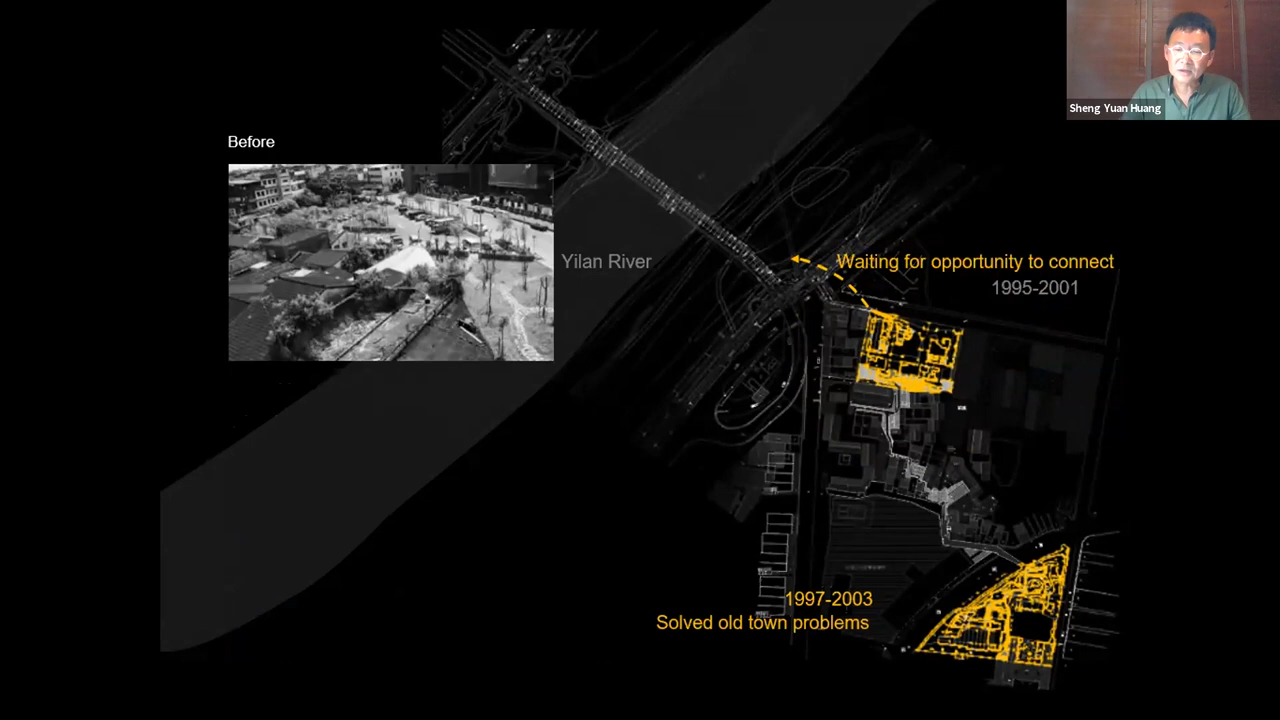 Sheng Yuan Huang
Before
Yilan River
Waiting for opportunity to connect
1995-2001
1997-2003
Solved old town problems